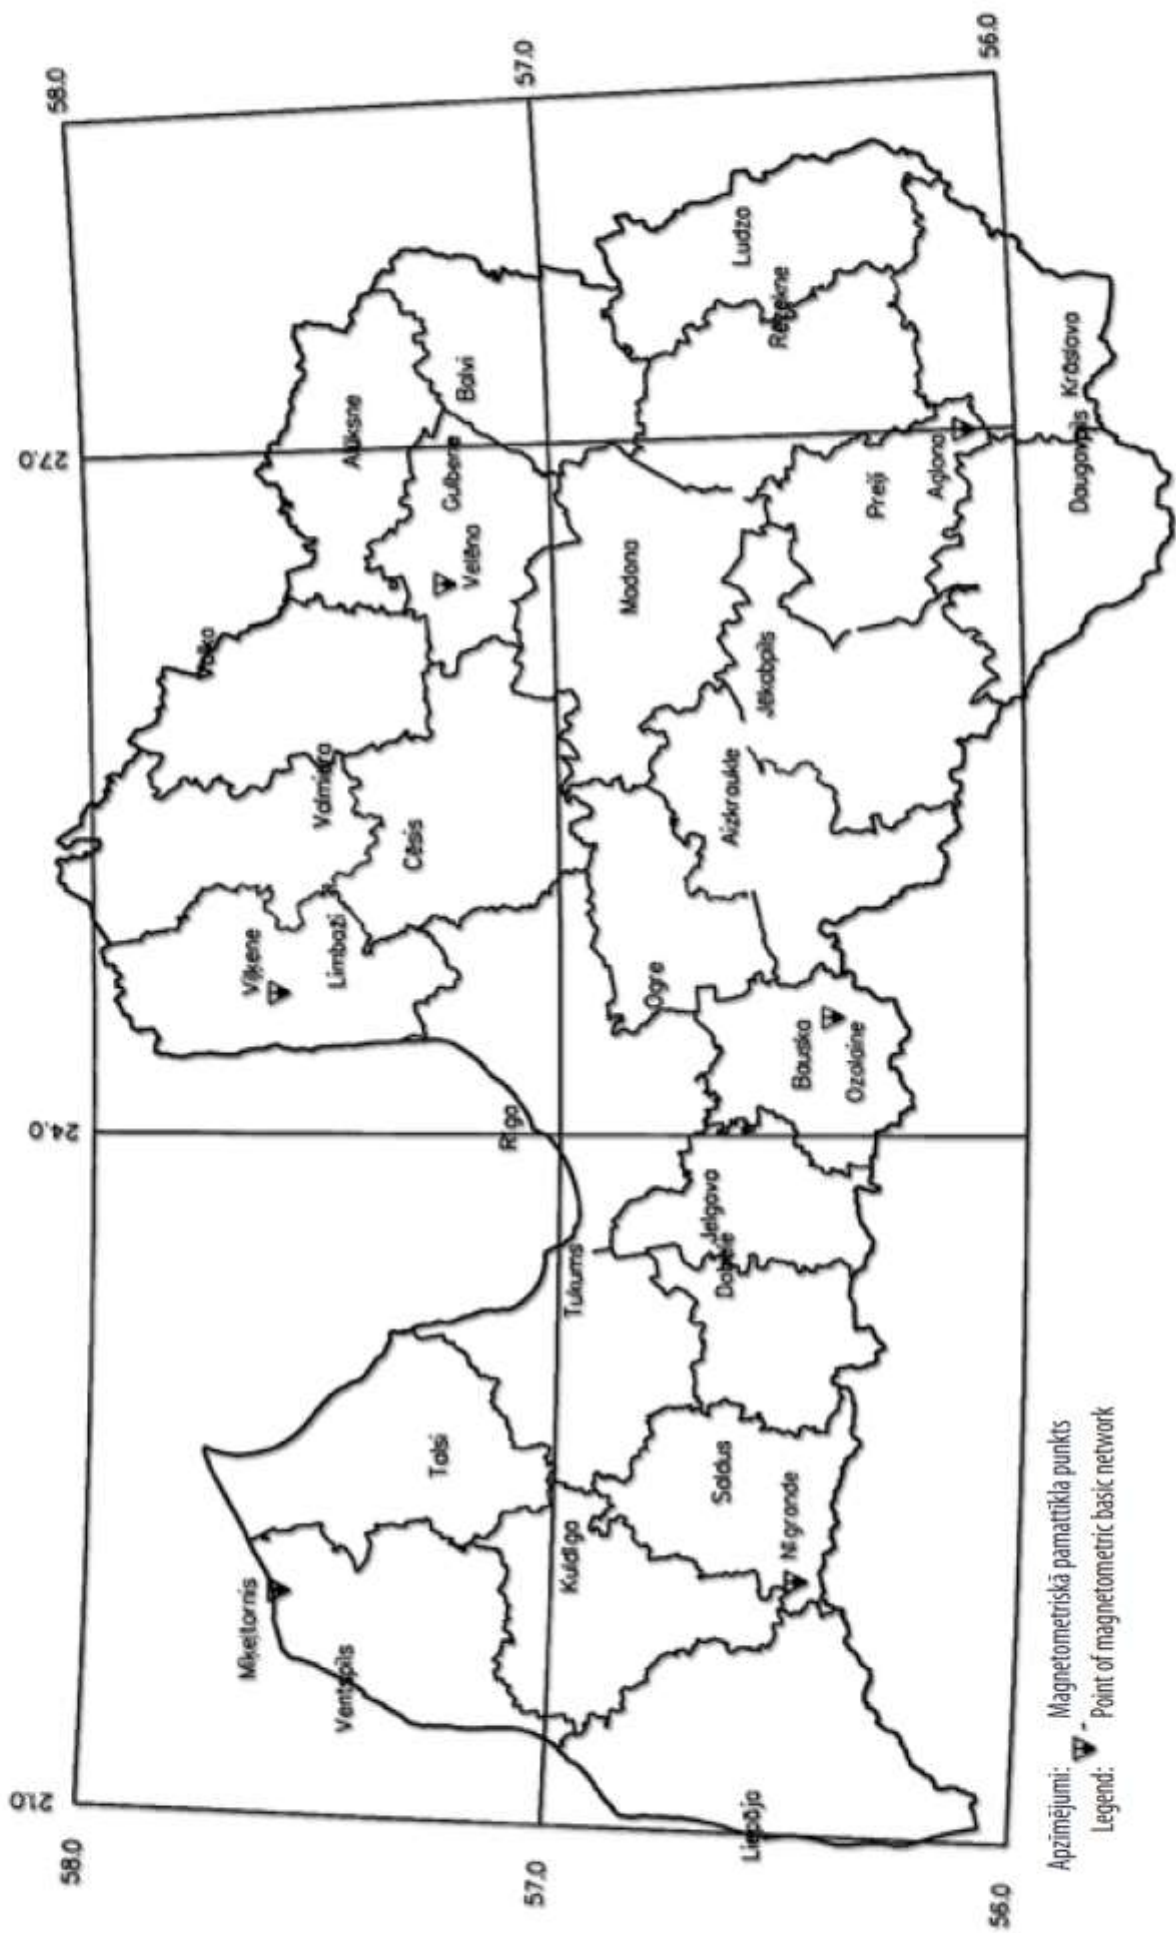 21.0
24.0
27.0
58.0
58.0
Miķeļtornis
Ventspils
Talsi
Viļķene
Limbaži
Valmiera
Cēsis
Valka
Alūksne
Velēna
Gulbene
Balvi
57.0
57.0
Kuldīga
Tukums
Rīga
Ogre
Madona
Liepāja
Saldus
Nīgrande
Dobele
Jelgava
Bauska
Ozolaine
Aizkraukle
Jēkabpils
Preiļi
Aglona
Rēzekne
Ludza
Daugavpils
Krāslava
56.0
56.0
Apzīmējumi: - Magnetometriskā pamattīkla punkts
Legend: Point of magnetometric basic network